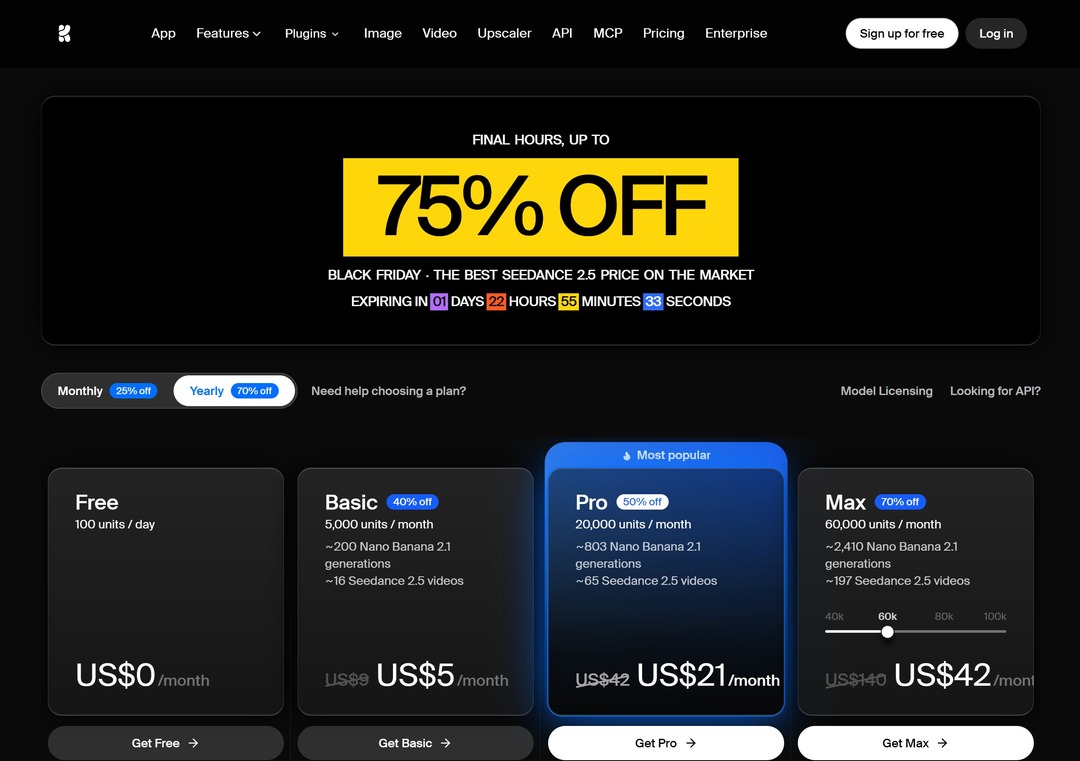 App Features Plugins Image Video Upscaler API MCP Pricing Enterprise Sign up for free Log in
FINAL HOURS, UP TO
75% OFF
BLACK FRIDAY · THE BEST SEEDANCE 2.5 PRICE ON THE MARKET
EXPIRING IN 01 DAYS 22 HOURS 55 MINUTES 33 SECONDS
Monthly 25% off Yearly 70% off Need help choosing a plan? Model Licensing Looking for API?
Free
100 units / day
US$0/month
Get Free →
Basic 40% off
5,000 units / month
~200 Nano Banana 2.1
generations
~16 Seedance 2.5 videos
US$9 US$5/month
Get Basic →
Most popular
Pro 50% off
20,000 units / month
~803 Nano Banana 2.1
generations
~65 Seedance 2.5 videos
US$42 US$21/month
Get Pro →
Max 70% off
60,000 units / month
~2,410 Nano Banana 2.1
generations
~197 Seedance 2.5 videos
40k 60k 80k 100k
US$140 US$42/mont
Get Max →